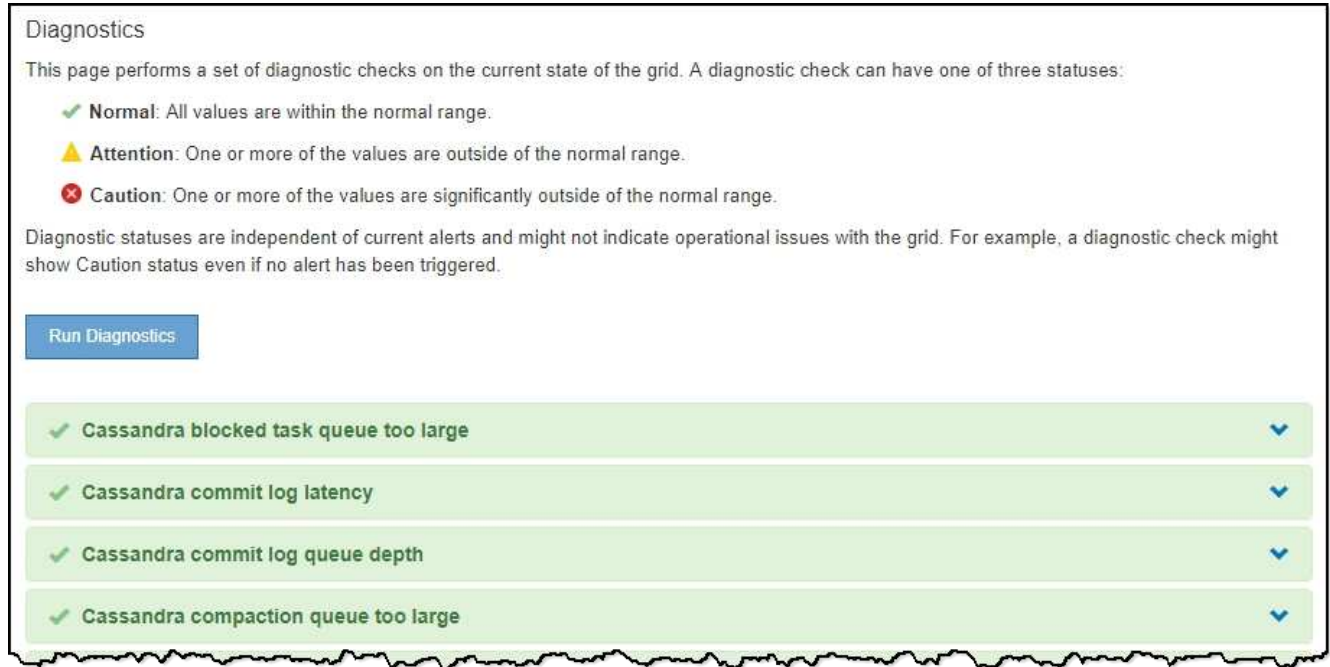 Diagnostics
This page performs a set of diagnostic checks on the current state of the grid. A diagnostic check can have one of three statuses:
Normal: All values are within the normal range.
Attention: One or more of the values are outside of the normal range.
Caution: One or more of the values are significantly outside of the normal range.
Diagnostic statuses are independent of current alerts and might not indicate operational issues with the grid. For example, a diagnostic check might
show Caution status even if no alert has been triggered.
Run Diagnostics
Cassandra blocked task queue too large
Cassandra commit log latency
Cassandra commit log queue depth
Cassandra compaction queue too large